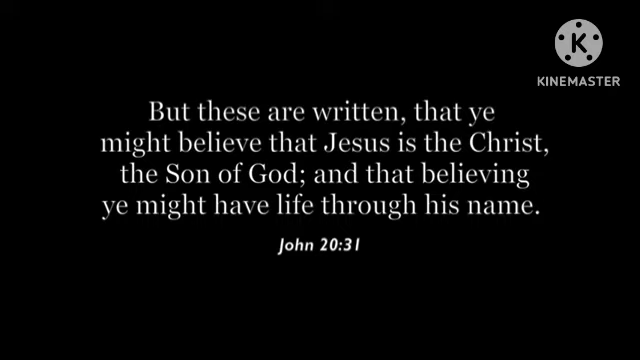 KINEMASTER
But these are written, that ye
might believe that Jesus is the Christ,
the Son of God; and that believing
ye might have life through his name.
John 20:31